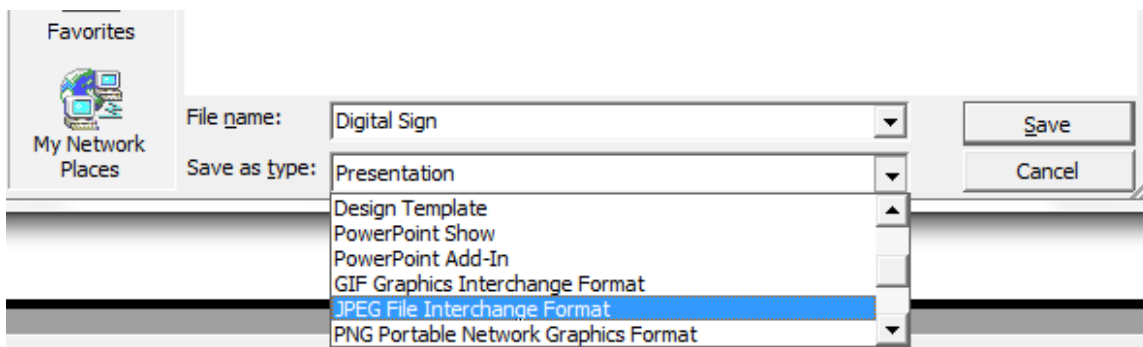 Favorites
My Network
Places
File name:
Digital Sign
Save
Save as type:
Presentation
Cancel
Design Template
PowerPoint Show
PowerPoint Add-In
GIF Graphics Interchange Format
JPEG File Interchange Format
PNG Portable Network Graphics Format